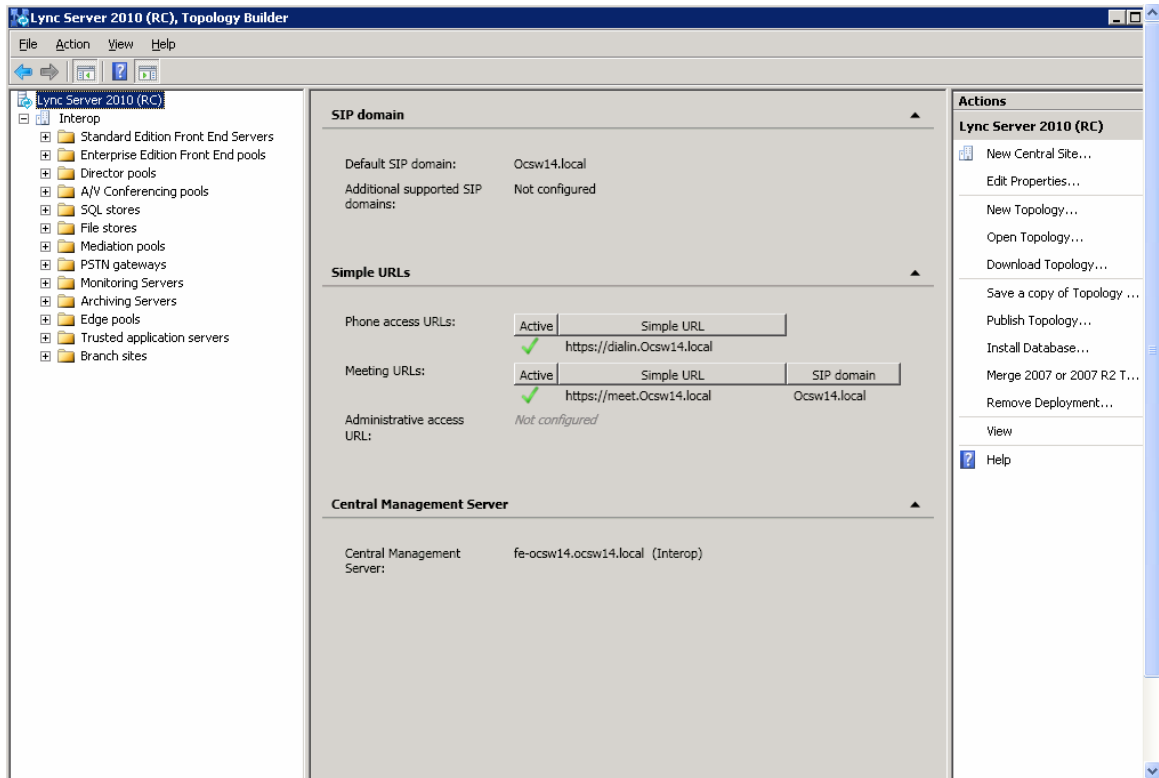 Lync Server 2010 (RC), Topology Builder
File Action View Help
Lync Server 2010 (RC)
Interop
Standard Edition Front End Servers
Enterprise Edition Front End pools
Director pools
A/V Conferencing pools
SQL stores
File stores
Mediation pools
PSTN gateways
Monitoring Servers
Archiving Servers
Edge pools
Trusted application servers
Branch sites
SIP domain
Default SIP domain: Ocsw14.local
Additional supported SIP domains: Not configured
Simple URLs
Phone access URLs: Active Simple URL
https://dialin.Ocsw14.local
Meeting URLs: Active Simple URL SIP domain
https://meet.Ocsw14.local Ocsw14.local
Administrative access URL: Not configured
Central Management Server
Central Management Server: fe-ocsw14.ocsw14.local (Interop)
Actions
Lync Server 2010 (RC)
New Central Site...
Edit Properties...
New Topology...
Open Topology...
Download Topology...
Save a copy of Topology ...
Publish Topology...
Install Database...
Merge 2007 or 2007 R2 T...
Remove Deployment...
View
Help